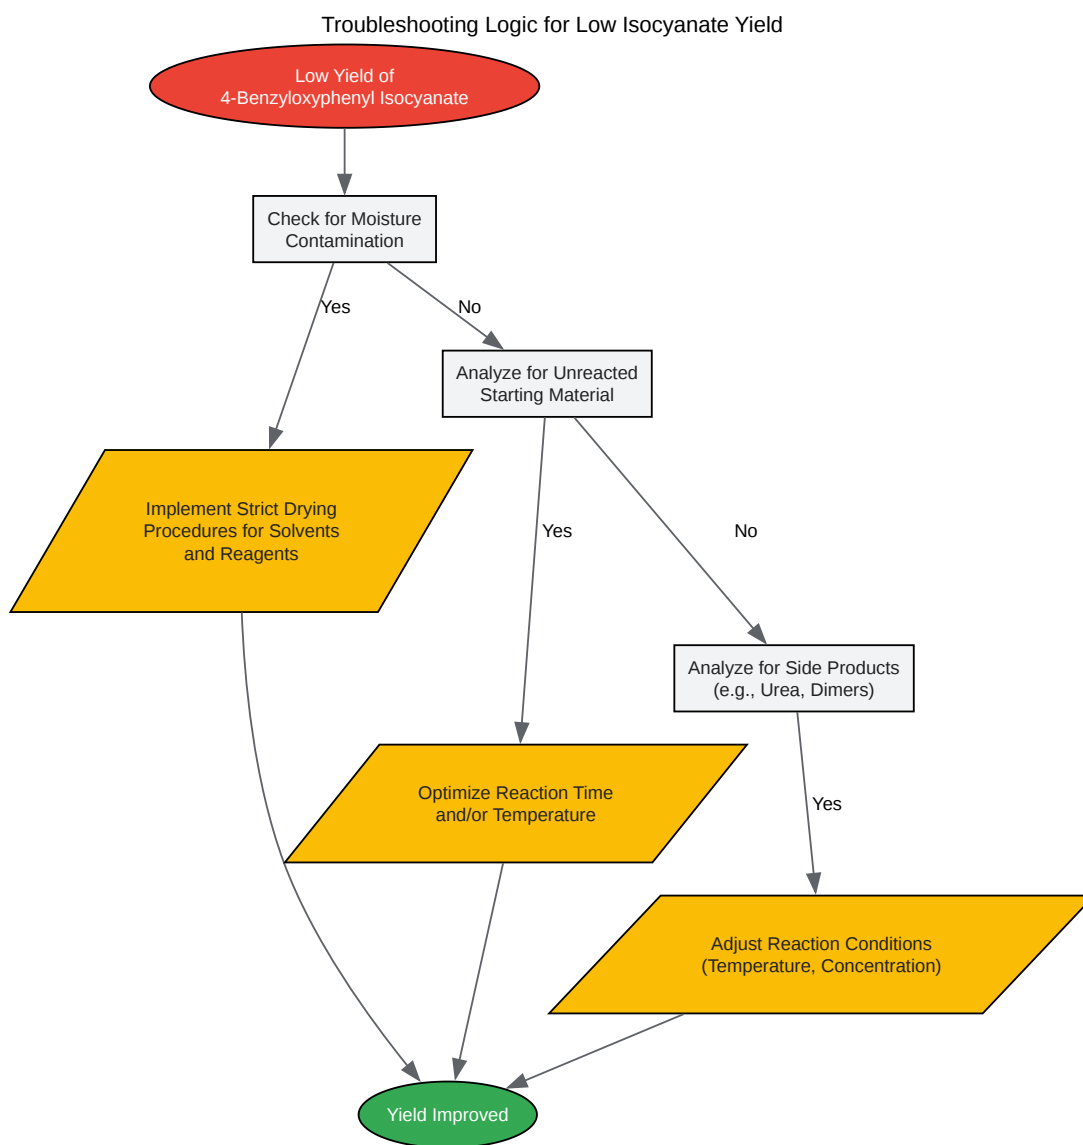 Troubleshooting Logic for Low Isocyanate Yield
Low Yield of
4-Benzyloxyphenyl Isocyanate
Check for Moisture
Contamination
Yes
No
Analyze for Unreacted
Starting Material
Implement Strict Drying
Procedures for Solvents
and Reagents
Yes
No
Analyze for Side Products
(e.g., Urea, Dimers)
Optimize Reaction Time
and/or Temperature
Yes
Adjust Reaction Conditions
(Temperature, Concentration)
Yield Improved